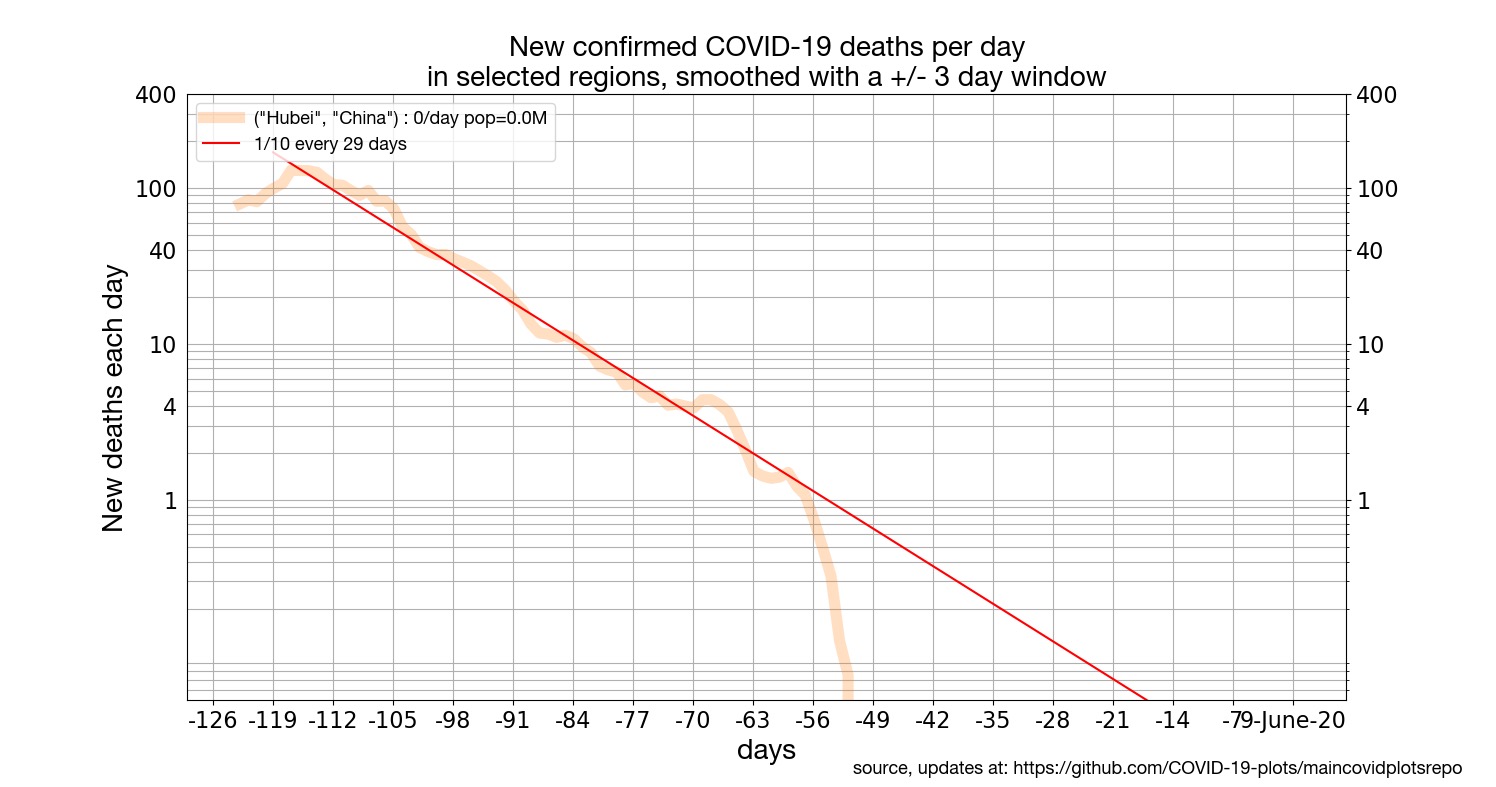 New confirmed COVID-19 deaths per day
in selected regions, smoothed with a +/- 3 day window
400
400
("Hubei", "China") : 0/day pop=0.0M
1/10 every 29 days
100
100
40
40
10
10
4
4
1
1
New deaths each day
-126 -119 -112 -105 -98 -91 -84 -77 -70 -63 -56 -49 -42 -35 -28 -21 -14 -7 9-June-20
days
source, updates at: https://github.com/COVID-19-plots/maincovidplotsrepo